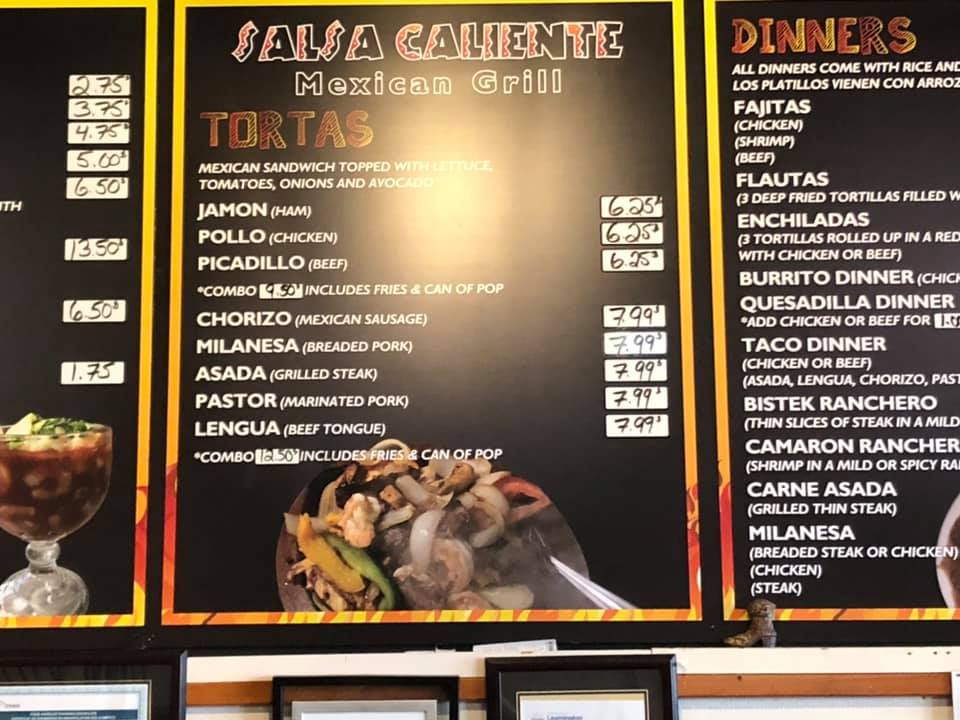 2.75
3.75
4.75
5.00
6.50
13.50
6.50
1.75
SALSA CALIENTE
Mexican Grill
TORTAS
MEXICAN SANDWICH TOPPED WITH LETTUCE,
TOMATOES, ONIONS AND AVOCADO
JAMON (HAM) 6.25
POLLO (CHICKEN) 6.25
PICADILLO (BEEF) 6.25
*COMBO 9.50 INCLUDES FRIES & CAN OF POP
CHORIZO (MEXICAN SAUSAGE) 7.99
MILANESA (BREADED PORK) 7.99
ASADA (GRILLED STEAK) 7.99
PASTOR (MARINATED PORK) 7.99
LENGUA (BEEF TONGUE) 7.99
*COMBO 12.50 INCLUDES FRIES & CAN OF POP
DINNERS
ALL DINNERS COME WITH RICE AND
LOS PLATILLOS VIENEN CON ARROZ
FAJITAS
(CHICKEN)
(SHRIMP)
(BEEF)
FLAUTAS
(3 DEEP FRIED TORTILLAS FILLED W
ENCHILADAS
(3 TORTILLAS ROLLED UP IN A RED
WITH CHICKEN OR BEEF)
BURRITO DINNER (CHICK
QUESADILLA DINNER
*ADD CHICKEN OR BEEF FOR 1.00
TACO DINNER
(CHICKEN OR BEEF)
(ASADA, LENGUA, CHORIZO, PAST
BISTEK RANCHERO
(THIN SLICES OF STEAK IN A MILD
CAMARON RANCHER
(SHRIMP IN A MILD OR SPICY RA
CARNE ASADA
(GRILLED THIN STEAK)
MILANESA
(BREADED STEAK OR CHICKEN)
(CHICKEN)
(STEAK)